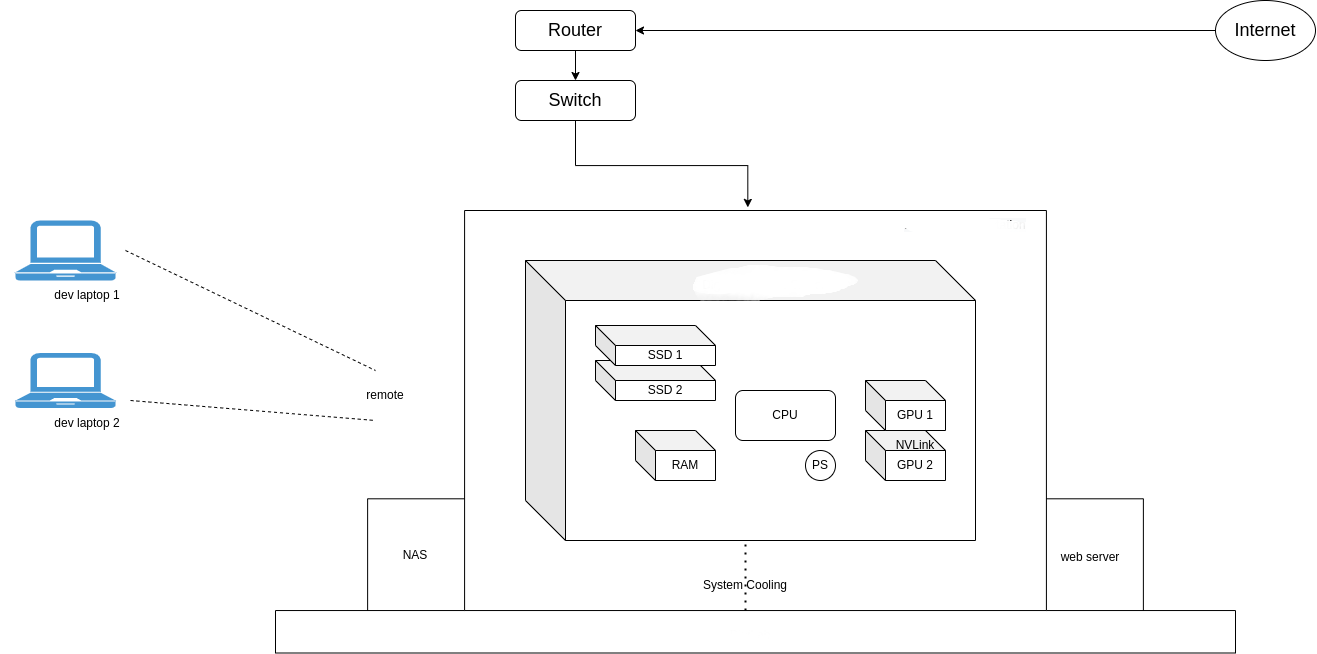 Router
Internet
Switch
dev laptop 1
SSD 1
SSD 2
remote
CPU
GPU 1
dev laptop 2
NVLink
RAM
PS
GPU 2
NAS
web server
System Cooling